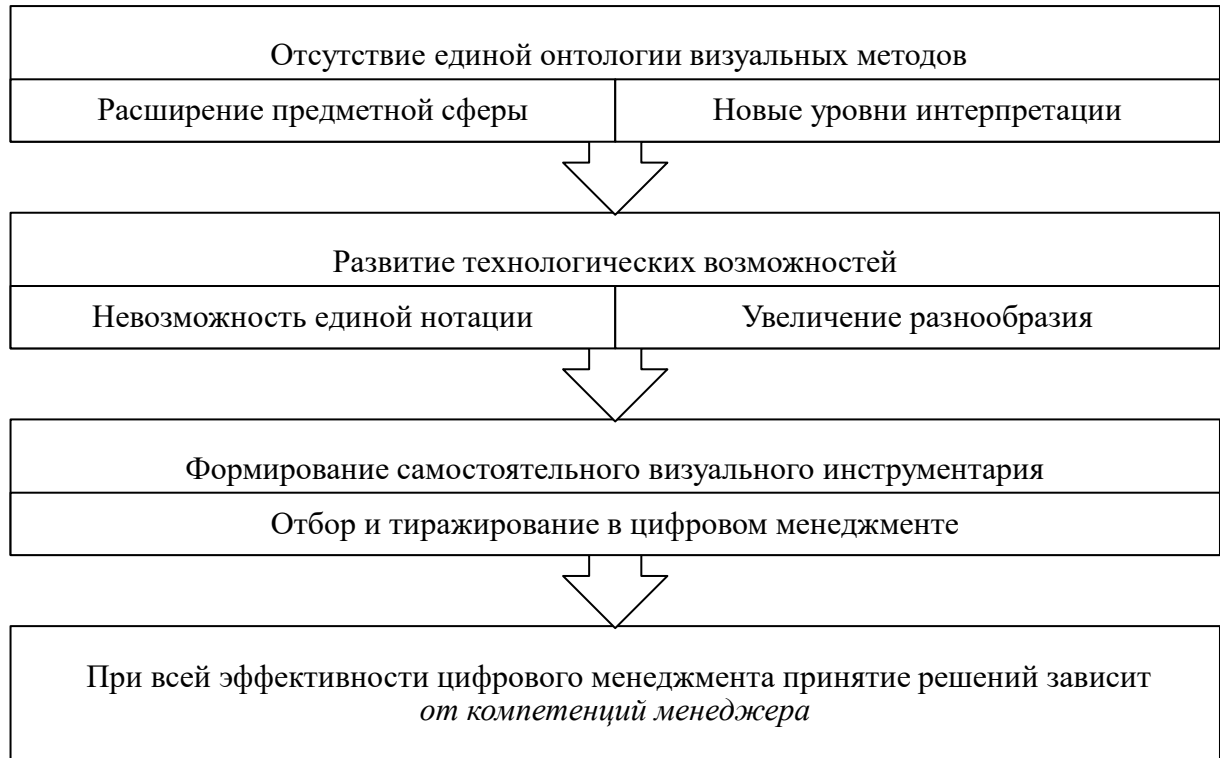 Отсутствие единой онтологии визуальных методов
Расширение предметной сферы
Новые уровни интерпретации
Развитие технологических возможностей
Невозможность единой нотации
Увеличение разнообразия
Формирование самостоятельного визуального инструментария
Отбор и тиражирование в цифровом менеджменте
При всей эффективности цифрового менеджмента принятие решений зависит
от компетенций менеджера